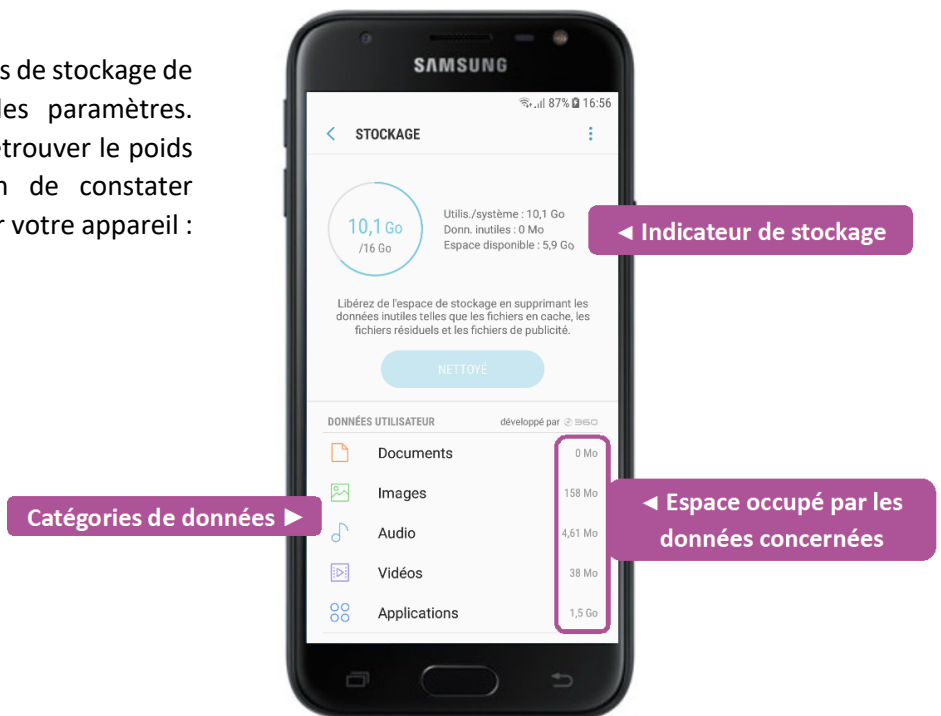 s de stockage de
les paramètres.
etrouver le poids
n de constater
r votre appareil :
SAMSUNG
87% 16:56
STOCKAGE
10,1 Go
/16 Go
Utilis./système : 10,1 Go
Donn. inutiles : 0 Mo
Espace disponible : 5,9 Go
◄ Indicateur de stockage
Libérez de l'espace de stockage en supprimant les
données inutiles telles que les fichiers en cache, les
fichiers résiduels et les fichiers de publicité.
NETTOYÉ
DONNÉES UTILISATEUR développé par 360
Documents 0 Mo
Images 158 Mo
Audio 4,61 Mo
Vidéos 38 Mo
Applications 1,5 Go
Catégories de données ►
◄ Espace occupé par les
données concernées